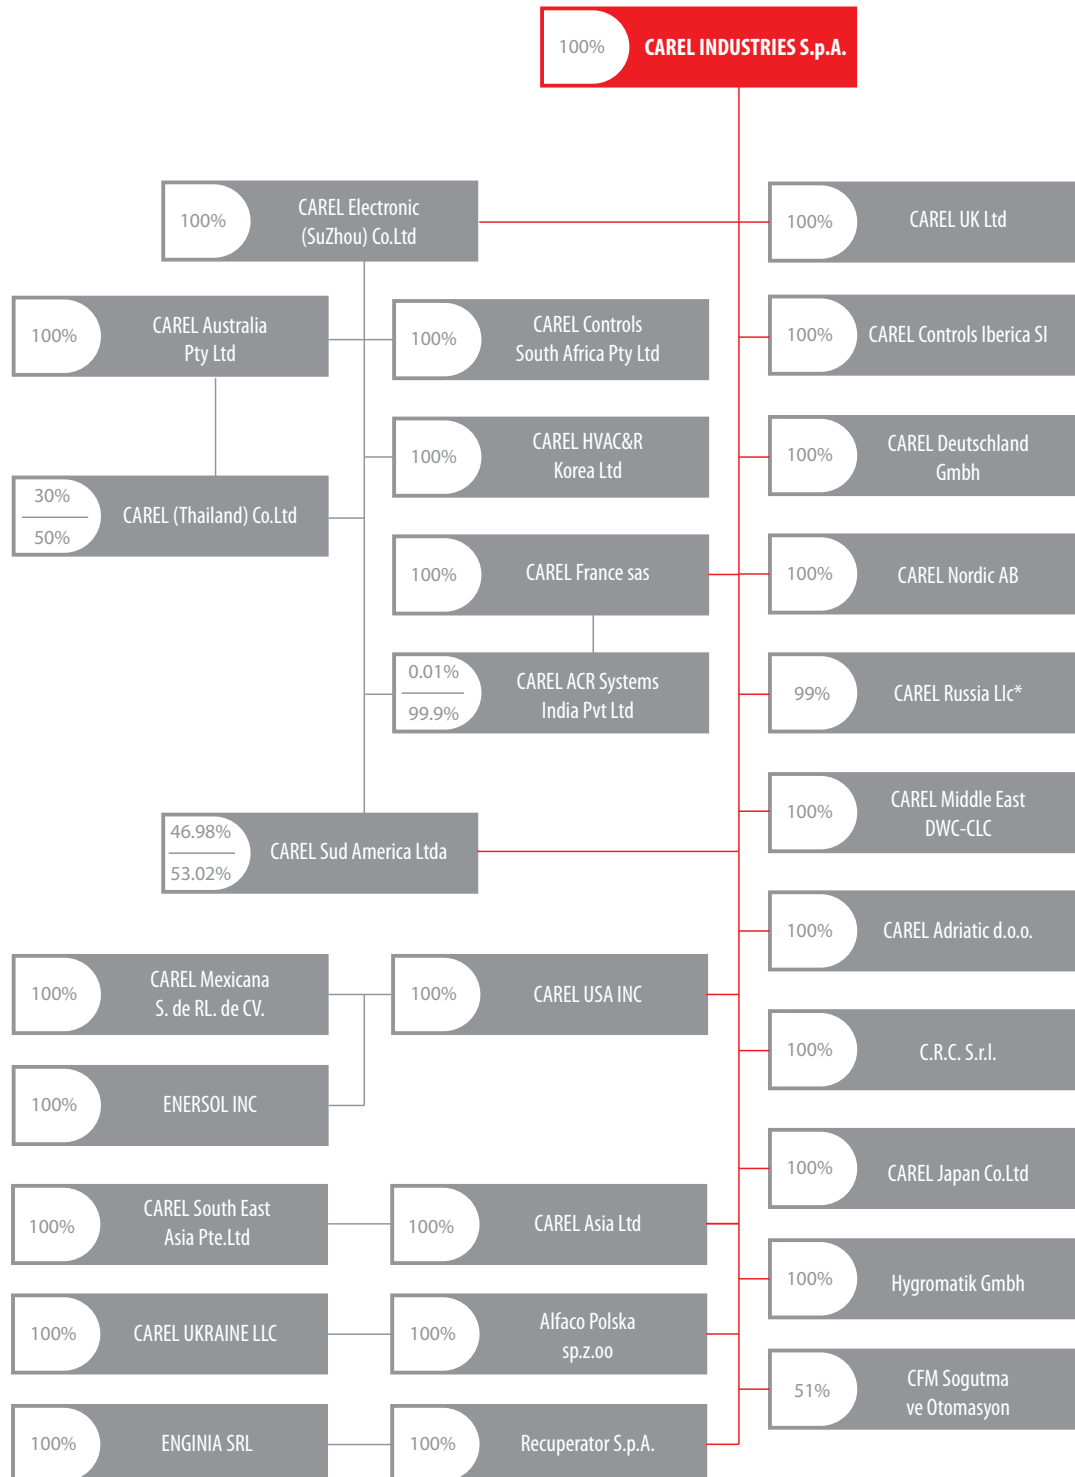 100%
CAREL INDUSTRIES S.p.A.
100%
CAREL Electronic
(SuZhou) Co.Ltd
100%
CAREL UK Ltd
100%
CAREL Australia
Pty Ltd
100%
CAREL Controls
South Africa Pty Ltd
100%
CAREL Controls Iberica Sl
100%
CAREL HVAC&R
Korea Ltd
100%
CAREL Deutschland
Gmbh
30%
50%
CAREL (Thailand) Co.Ltd
100%
CAREL France sas
100%
CAREL Nordic AB
0.01%
99.9%
CAREL ACR Systems
India Pvt Ltd
99%
CAREL Russia Llc*
46.98%
53.02%
CAREL Sud America Ltda
100%
CAREL Middle East
DWC-CLC
100%
CAREL Adriatic d.o.o.
100%
CAREL Mexicana
S. de RL. de CV.
100%
CAREL USA INC
100%
C.R.C. S.r.l.
100%
ENERSOL INC
100%
CAREL Japan Co.Ltd
100%
CAREL South East
Asia Pte.Ltd
100%
CAREL Asia Ltd
100%
Hygromatik Gmbh
100%
CAREL UKRAINE LLC
100%
Alfaco Polska
sp.z.oo
51%
CFM Sogutma
ve Otomasyon
100%
ENGINIA SRL
100%
Recuperator S.p.A.